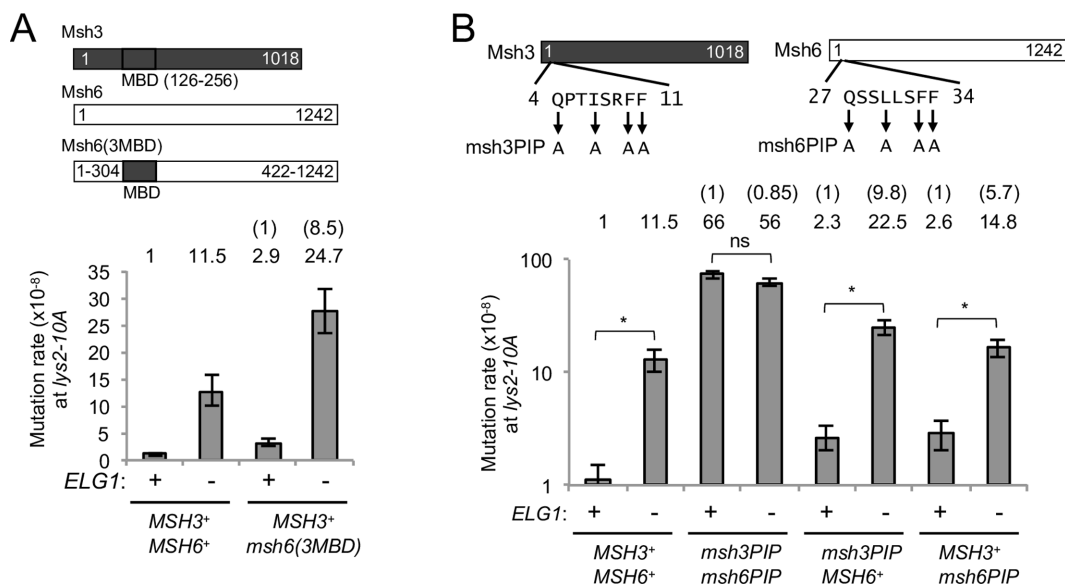 A
Msh3
1 1018
MBD (126-256)
Msh6
1 1242
Msh6(3MBD)
1-304 422-1242
MBD
(1) (8.5)
1 11.5 2.9 24.7
Mutation rate (x10-8)
at lys2-10A
35
30
25
20
15
10
5
0
ELG1: + - + -
MSH3+ MSH3+
MSH6+ msh6(3MBD)
B
Msh3 1 1018 Msh6 1 1242
4 QPTISRFF 11 27 QSSLLSFF 34
msh3PIP A A AA msh6PIP A A AA
(1) (0.85) (1) (9.8) (1) (5.7)
1 11.5 66 56 2.3 22.5 2.6 14.8
Mutation rate (x10-8)
at lys2-10A
100
10
1
* ns * *
ELG1: + - + - + - + -
MSH3+ msh3PIP msh3PIP MSH3+
MSH6+ msh6PIP MSH6+ msh6PIP